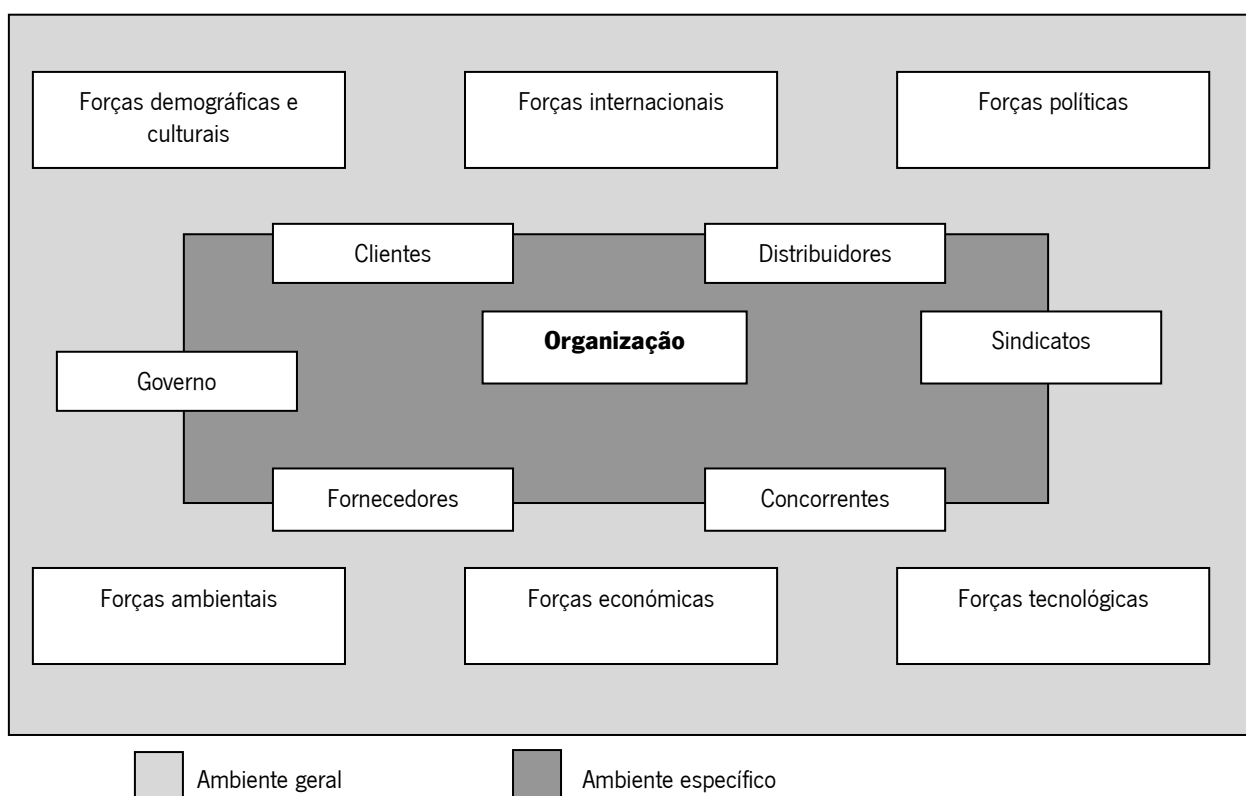 Forças demográficas e
culturais
Forças internacionais
Forças políticas
Clientes
Distribuidores
Organização
Sindicatos
Governo
Fornecedores
Concorrentes
Forças ambientais
Forças económicas
Forças tecnológicas
Ambiente geral
Ambiente específico